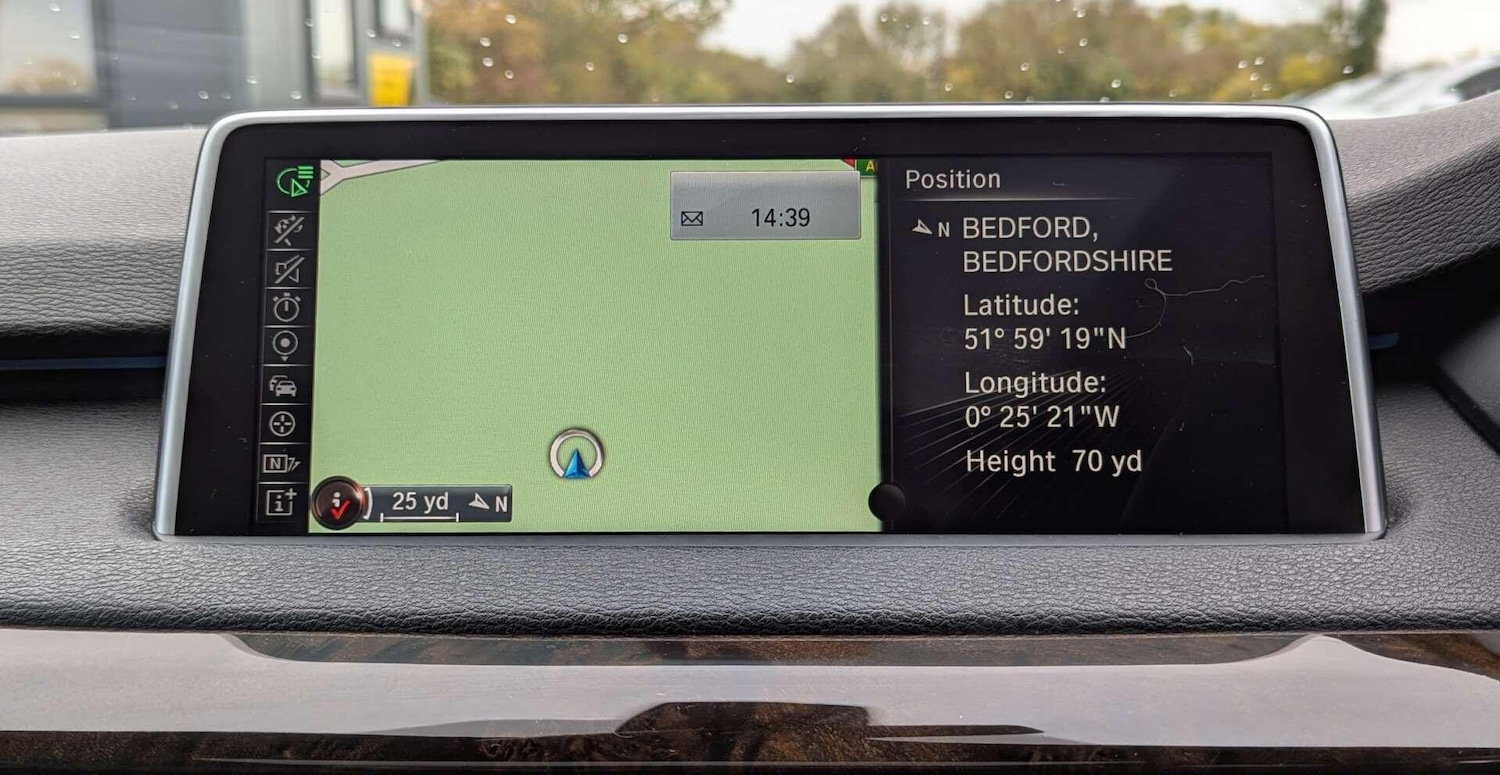 A
14:39
Position
N BEDFORD,
BEDFORDSHIRE
Latitude:
51° 59' 19"N
Longitude:
0° 25' 21"W
Height 70 yd
N
i+
i
25 yd N